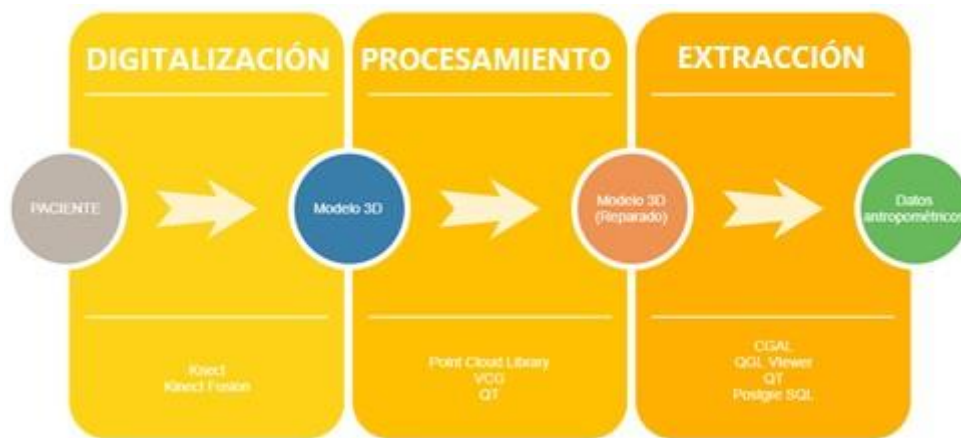 DIGITALIZACIÓN
PROCESAMIENTO
EXTRACCIÓN
PACIENTE
Modelo 3D
Modelo 3D
(Reparado)
Datos
antropométricos
Kinect
Kinect Fusion
Point Cloud Library
VCG
QT
CGAL
QGL Viewer
QT
Postgre SQL